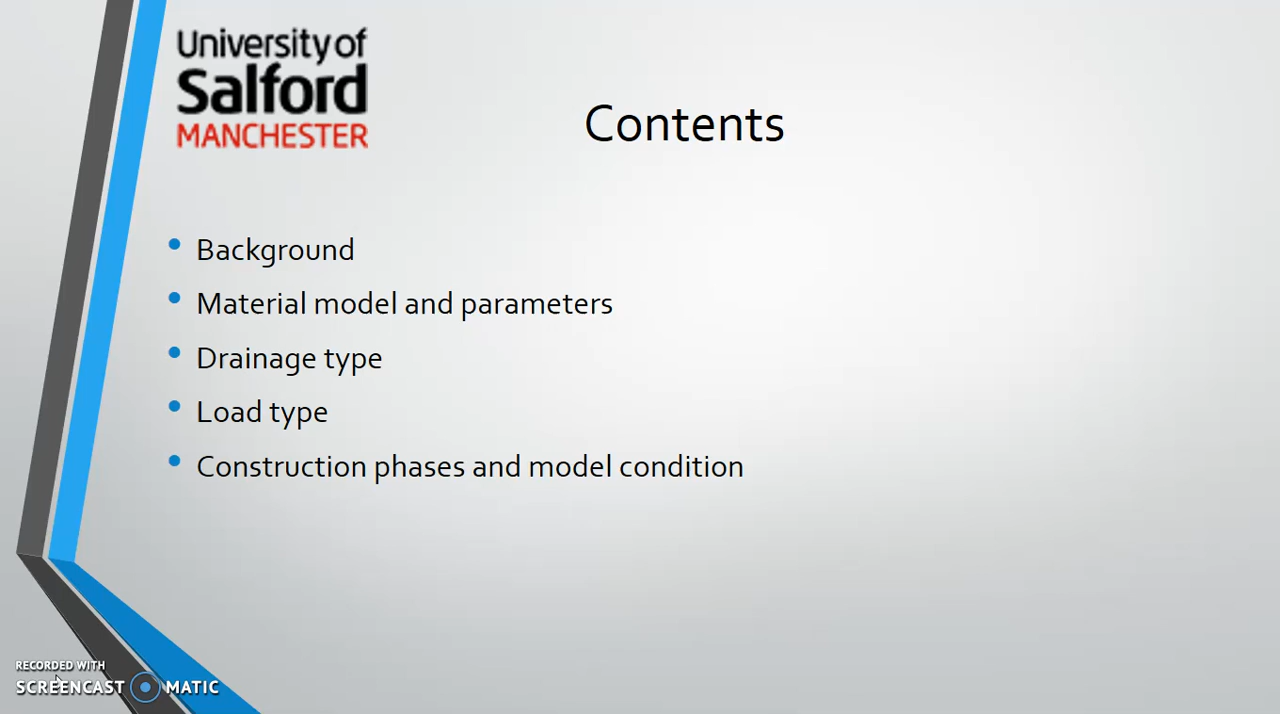 University of
Salford
MANCHESTER
Contents
Background
Material model and parameters
Drainage type
Load type
Construction phases and model condition
RECORDED WITH
SCREENCAST MATIC